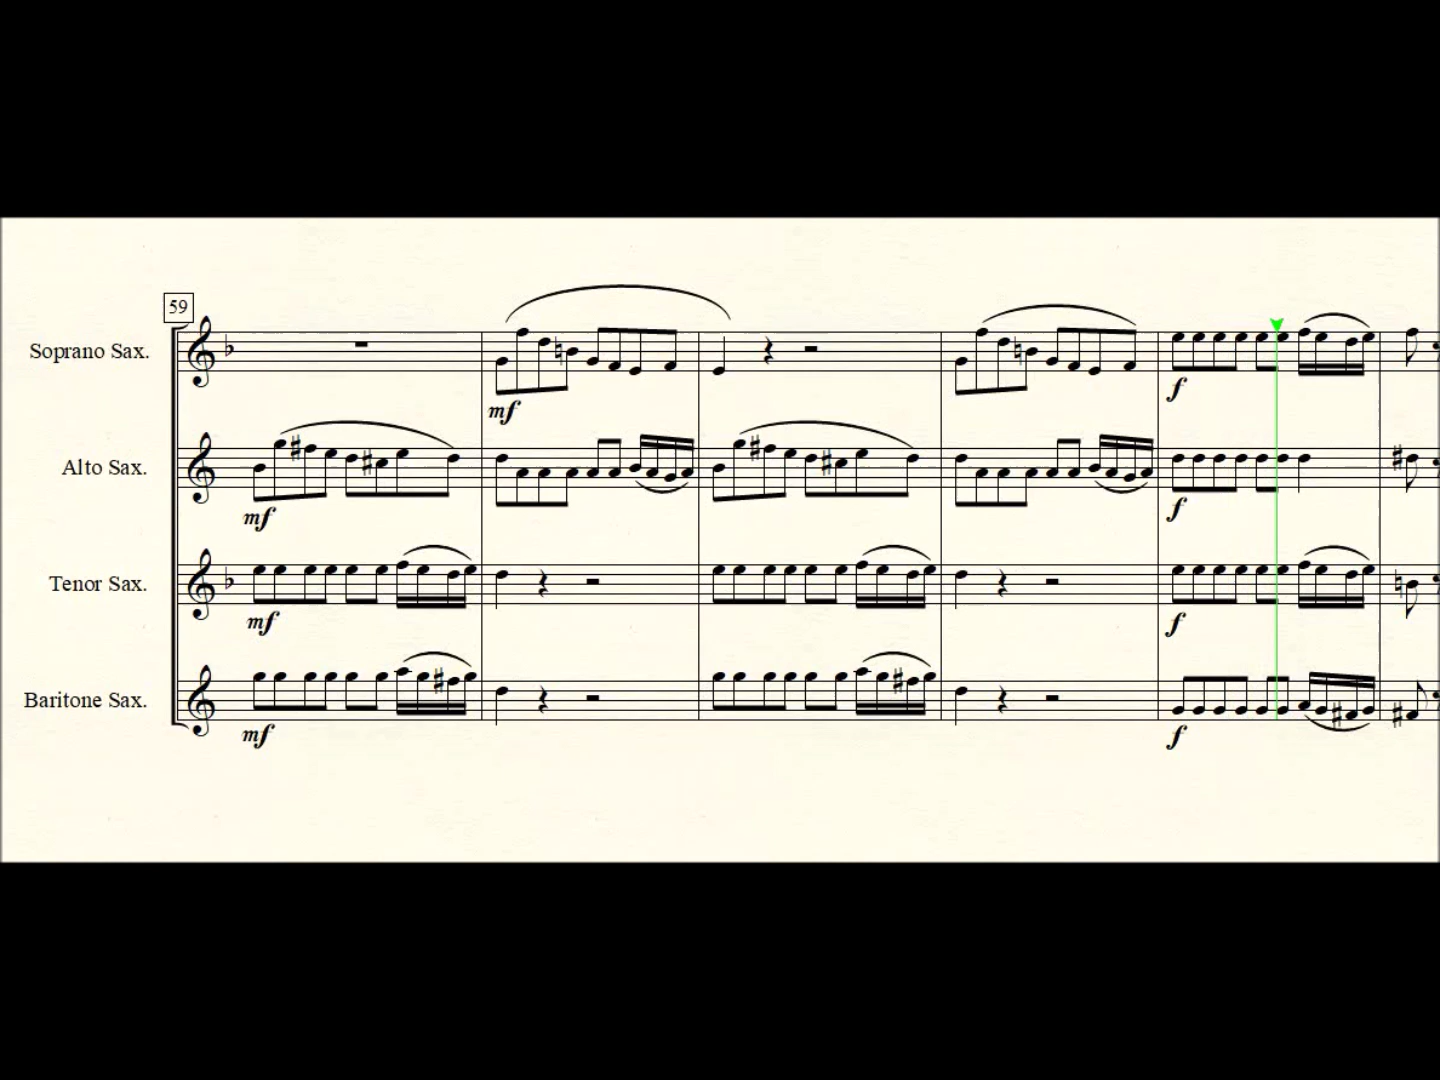 59
Soprano Sax.
mf
f
Alto Sax.
mf
f
Tenor Sax.
mf
f
Baritone Sax.
mf
f